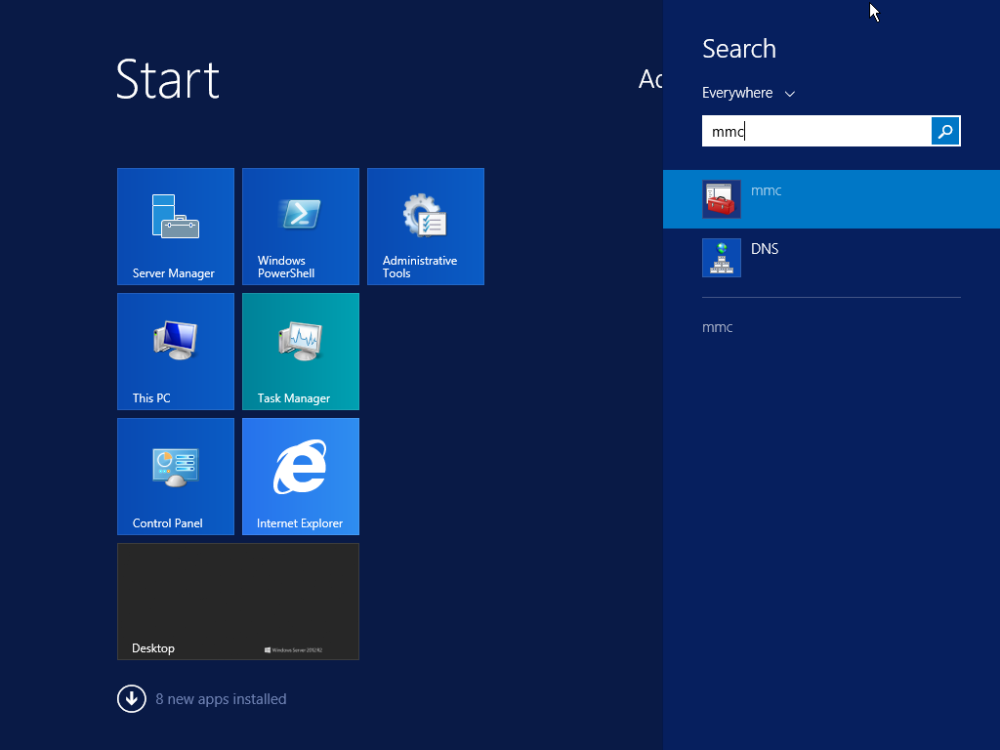 Start
Ad
Search
Everywhere
mmc
mmc
DNS
mmc
Server Manager
Windows
PowerShell
Administrative
Tools
This PC
Task Manager
Control Panel
Internet Explorer
Desktop
Windows Server 2012 R2
8 new apps installed